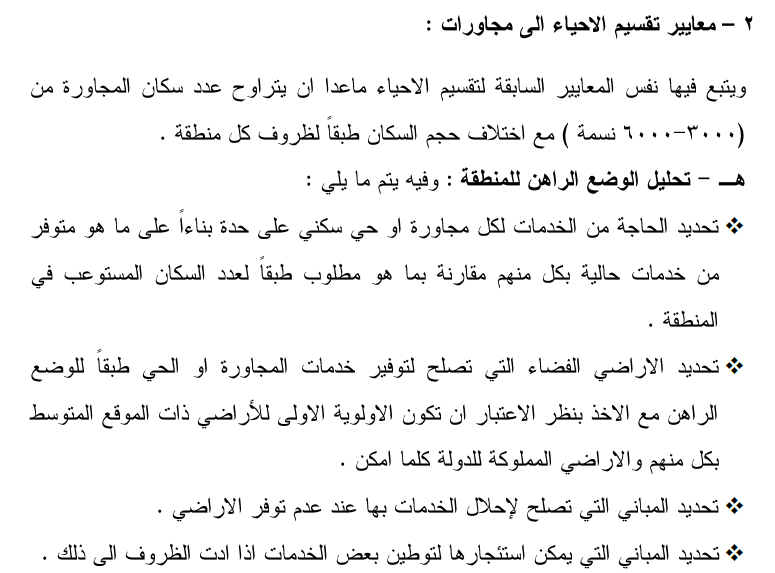 ٢ – معايير تقسيم الاحياء الى مجاورات :
ويتبع فيها نفس المعايير السابقة لتقسيم الاحياء ماعدا ان يتراوح عدد سكان المجاورة من
(٣٠٠٠-٦٠٠٠ نسمة ) مع اختلاف حجم السكان طبقاً لظروف كل منطقة .
هــ – تحليل الوضع الراهن للمنطقة : وفيه يتم ما يلي :
❖ تحديد الحاجة من الخدمات لكل مجاورة او حي سكني على حدة بناءاً على ما هو متوفر
من خدمات حالية بكل منهم مقارنة بما هو مطلوب طبقاً لعدد السكان المستوعب في
المنطقة .
❖ تحديد الاراضي الفضاء التي تصلح لتوفير خدمات المجاورة او الحي طبقاً للوضع
الراهن مع الاخذ بنظر الاعتبار ان تكون الاولوية الاولى للأراضي ذات الموقع المتوسط
بكل منهم والاراضي المملوكة للدولة كلما امكن .
❖ تحديد المباني التي تصلح لإحلال الخدمات بها عند عدم توفر الاراضي .
❖ تحديد المباني التي يمكن استئجارها لتوطين بعض الخدمات اذا ادت الظروف الى ذلك .